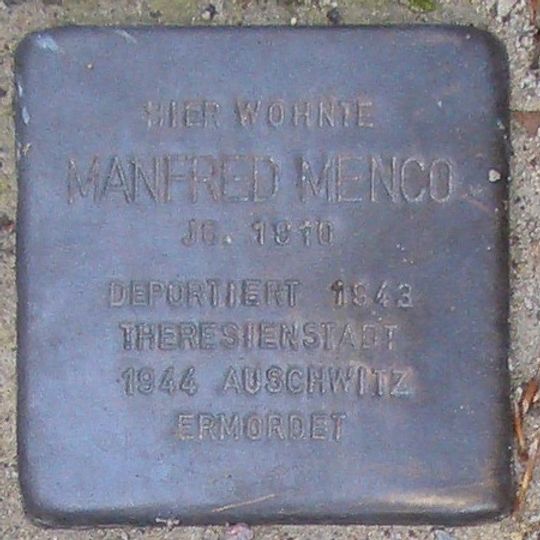 HIER WOHNTE
MANFRED MENCO
JG. 1910
DEPORTIERT 1943
THERESIENSTADT
1944 AUSCHWITZ
ERMORDET